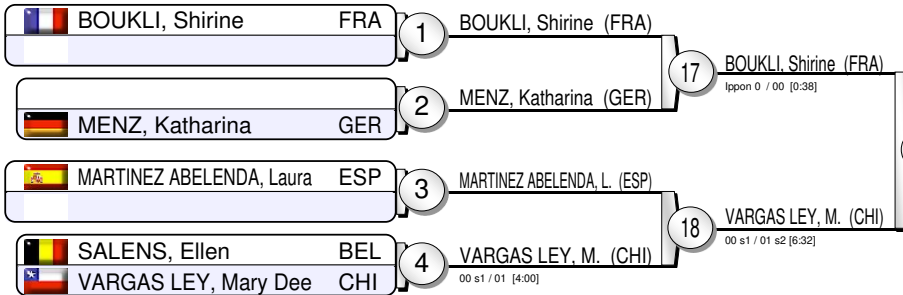 BOUKLI, Shirine FRA
1
BOUKLI, Shirine (FRA)
17
BOUKLI, Shirine (FRA)
Ippon 0 / 00 [0:38]
2
MENZ, Katharina (GER)
MENZ, Katharina GER
MARTINEZ ABELENDA, Laura ESP
3
MARTINEZ ABELENDA, L. (ESP)
18
VARGAS LEY, M. (CHI)
00 s1 / 01 s2 [6:32]
SALENS, Ellen BEL
4
VARGAS LEY, M. (CHI)
00 s1 / 01 [4:00]
VARGAS LEY, Mary Dee CHI